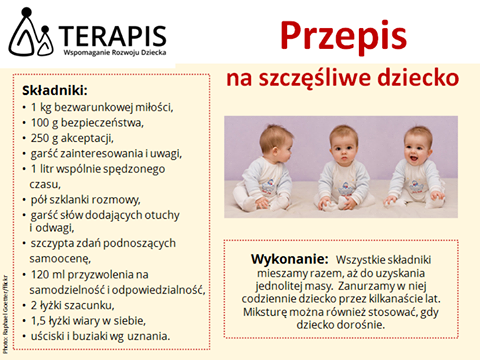 TERAPIS
Wspomaganie Rozwoju Dziecka
Przepis
na szczęśliwe dziecko
Składniki:
• 1 kg bezwarunkowej miłości,
• 100 g bezpieczeństwa,
• 250 g akceptacji,
• garść zainteresowania i uwagi,
• 1 litr wspólnie spędzonego
czasu,
• pół szklanki rozmowy,
• garść słów dodających otuchy
i odwagi,
• szczypta zdań podnoszących
samoocenę,
• 120 ml przyzwolenia na
samodzielność i odpowiedzialność,
• 2 łyżki szacunku,
• 1,5 łyżki wiary w siebie,
• uściski i buziaki wg uznania.
Wykonanie: Wszystkie składniki
mieszamy razem, aż do uzyskania
jednolitej masy. Zanurzamy w niej
codziennie dziecko przez kilkanaście lat.
Miksturę można również stosować, gdy
dziecko dorośnie.
Photo: Raphael Goetter/flickr